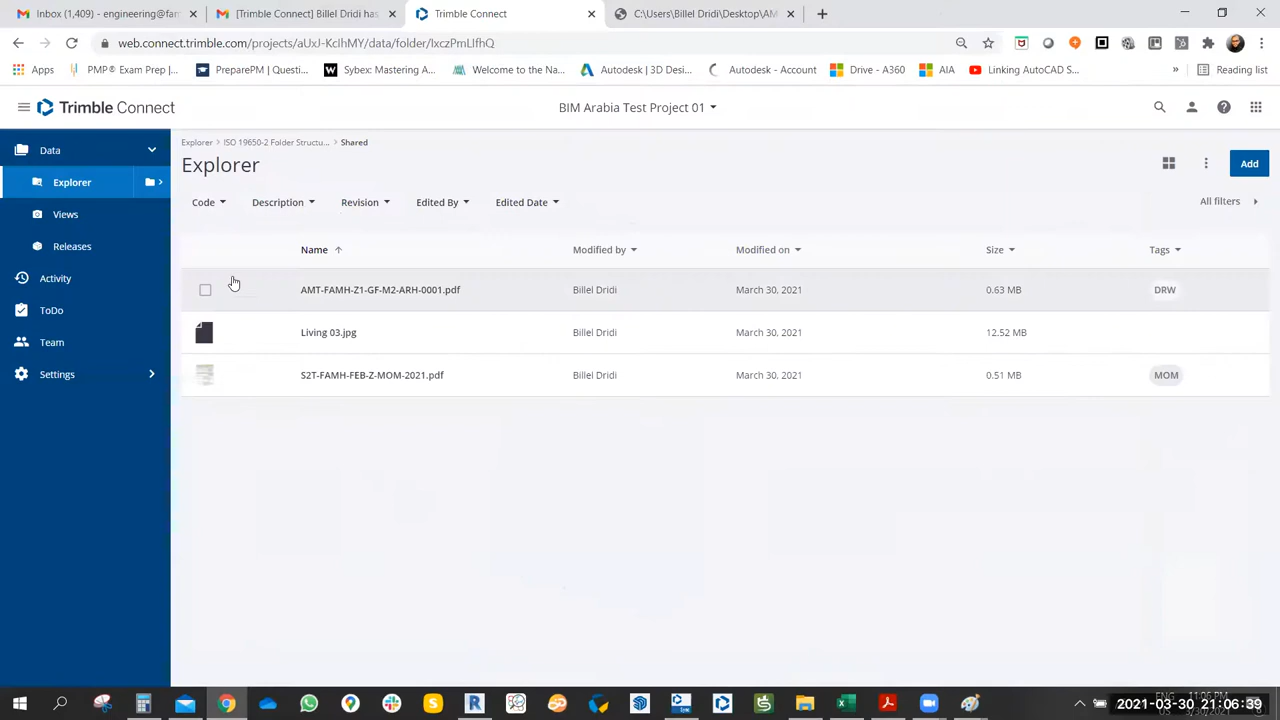 Inbox (1,409) - engineering@fam
[Trimble Connect] Billel Dridi has
Trimble Connect
C:\Users\Billel Dridi\Desktop\AM
web.connect.trimble.com/projects/aUxI-KcIhMY/data/folder/IxczPmLIfhQ
Apps
PMP® Exam Prep |...
PreparePM | Questi...
Sybex: Mastering A...
Welcome to the Na...
Autodesk | 3D Desi...
Autodesk - Account
Drive - A360
AIA
Linking AutoCAD S...
Reading list
Trimble Connect
BIM Arabia Test Project 01
Data
Explorer
Views
Releases
Activity
ToDo
Team
Settings
Explorer > ISO 19650-2 Folder Structu... > Shared
Explorer
Add
Code Description Revision Edited By Edited Date All filters
Name Modified by Modified on Size Tags
AMT-FAMH-Z1-GF-M2-ARH-0001.pdf Billel Dridi March 30, 2021 0.63 MB DRW
Living 03.jpg Billel Dridi March 30, 2021 12.52 MB
S2T-FAMH-FEB-Z-MOM-2021.pdf Billel Dridi March 30, 2021 0.51 MB MOM
2021-03-30 21:06:39